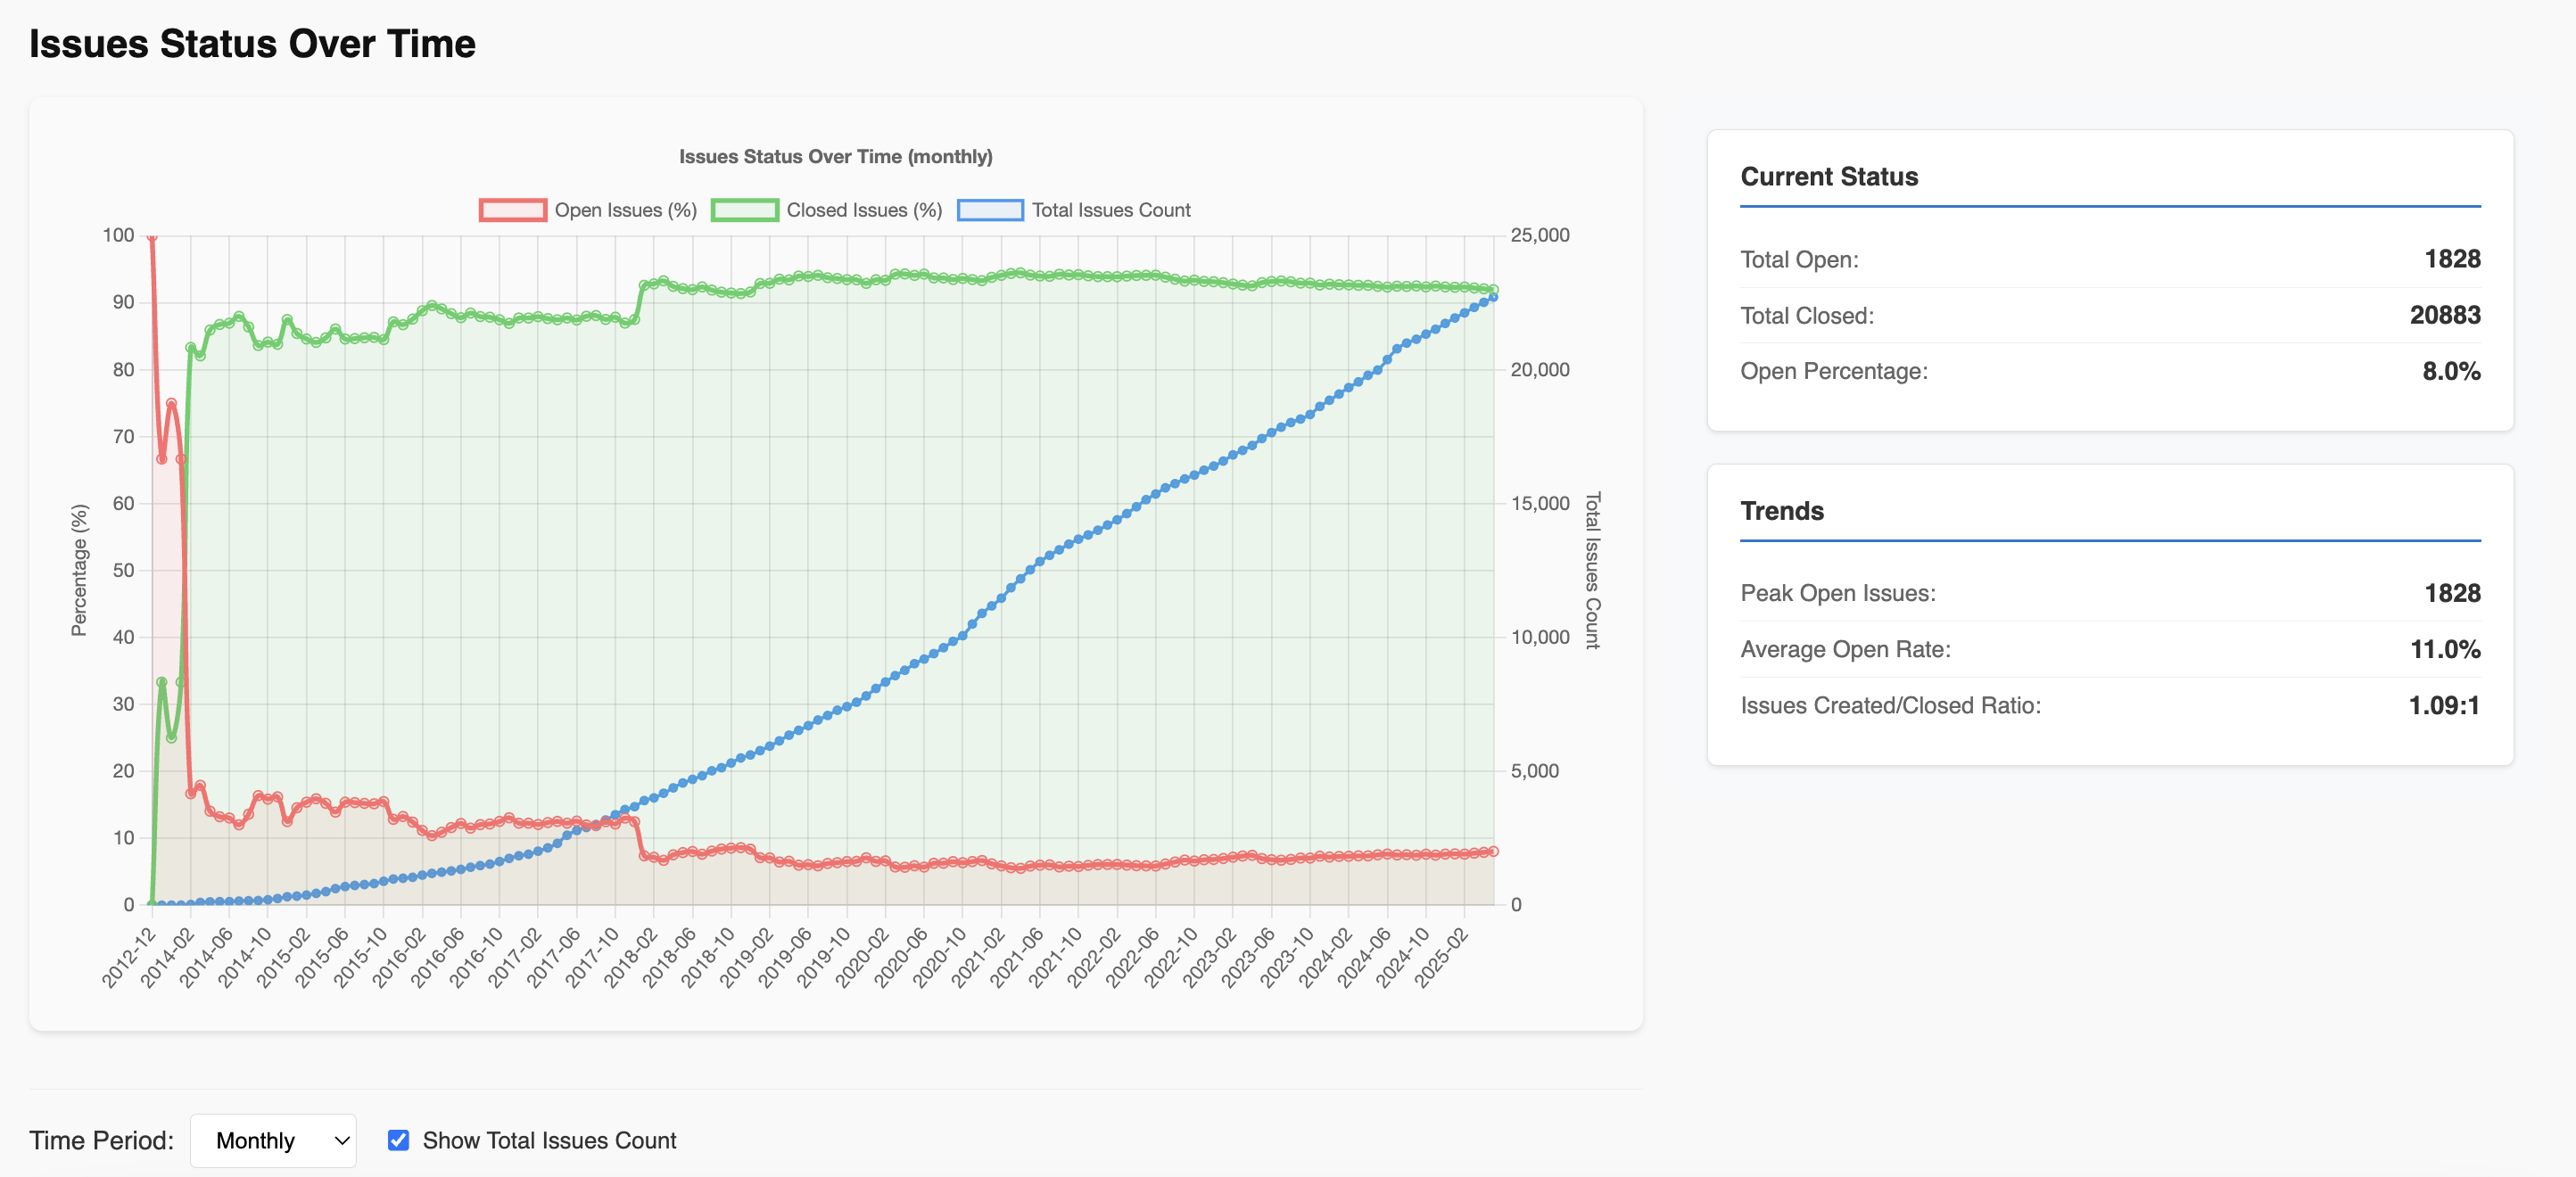 Issues Status Over Time
Issues Status Over Time (monthly)
Open Issues (%) Closed Issues (%) Total Issues Count
Percentage (%)
100
90
80
70
60
50
40
30
20
10
0
25,000
20,000
15,000
10,000
5,000
0
Total Issues Count
2012-12 2014-02 2014-06 2014-10 2015-02 2015-06 2015-10 2016-02 2016-06 2016-10 2017-02 2017-06 2017-10 2018-02 2018-06 2018-10 2019-02 2019-06 2019-10 2020-02 2020-06 2020-10 2021-02 2021-06 2021-10 2022-02 2022-06 2022-10 2023-02 2023-06 2023-10 2024-02 2024-06 2024-10 2025-02
Current Status
Total Open: 1828
Total Closed: 20883
Open Percentage: 8.0%
Trends
Peak Open Issues: 1828
Average Open Rate: 11.0%
Issues Created/Closed Ratio: 1.09:1
Time Period: Monthly Show Total Issues Count